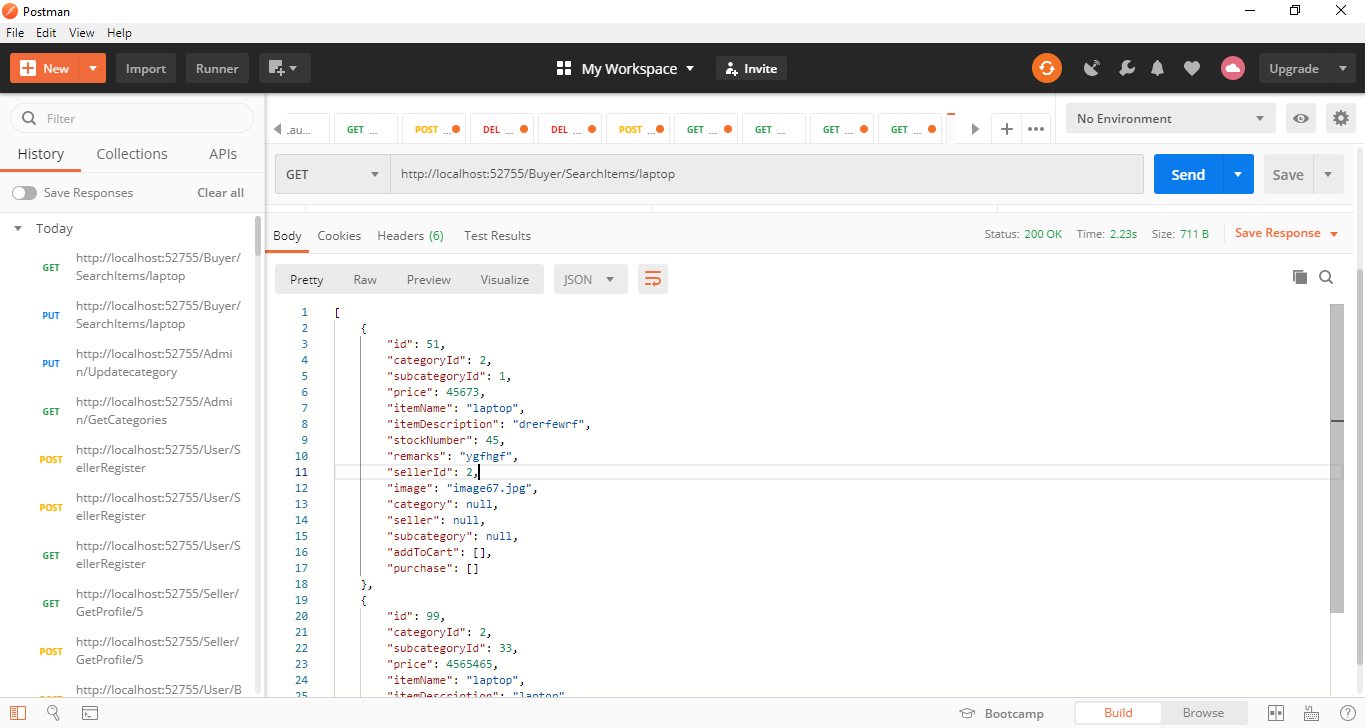 Postman
File Edit View Help
New Import Runner My Workspace Invite Upgrade
Filter
History Collections APIs
Save Responses Clear all
Today
GET http://localhost:52755/Buyer/
SearchItems/laptop
PUT http://localhost:52755/Buyer/
SearchItems/laptop
PUT http://localhost:52755/Admi
n/Updatecategory
GET http://localhost:52755/Admi
n/GetCategories
POST http://localhost:52755/User/S
ellerRegister
POST http://localhost:52755/User/S
ellerRegister
GET http://localhost:52755/User/S
ellerRegister
GET http://localhost:52755/Seller/
GetProfile/5
POST http://localhost:52755/Seller/
GetProfile/5
http://localhost:52755/User/B
.au... GET ... POST ... DEL ... DEL ... POST ... GET ... GET ... GET ... GET ...
No Environment
GET http://localhost:52755/Buyer/SearchItems/laptop Send Save
Body Cookies Headers (6) Test Results Status: 200 OK Time: 2.23s Size: 711 B Save Response
Pretty Raw Preview Visualize JSON
1 [
2 {
3 "id": 51,
4 "categoryId": 2,
5 "subcategoryId": 1,
6 "price": 45673,
7 "itemName": "laptop",
8 "itemDescription": "drerfewrf",
9 "stockNumber": 45,
10 "remarks": "ygfhgf",
11 "sellerId": 2,
12 "image": "image67.jpg",
13 "category": null,
14 "seller": null,
15 "subcategory": null,
16 "addToCart": [],
17 "purchase": []
18 },
19 {
20 "id": 99,
21 "categoryId": 2,
22 "subcategoryId": 33,
23 "price": 4565465,
24 "itemName": "laptop",
25 "itemDescription": "laptop"
Bootcamp Build Browse